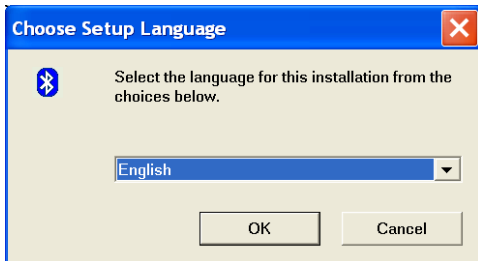 Choose Setup Language
Select the language for this installation from the
choices below.
English
OK
Cancel